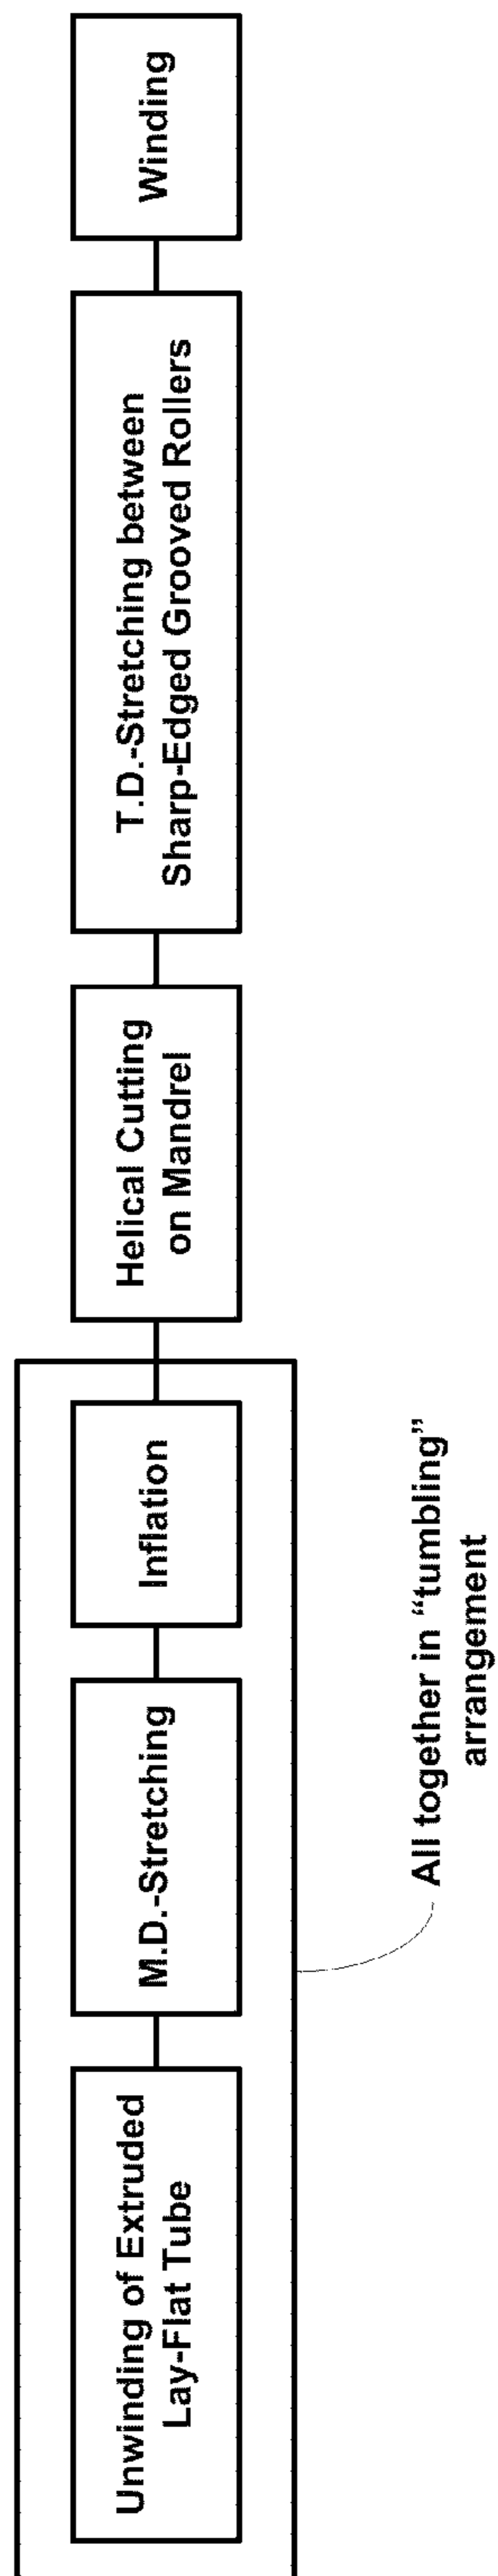 Unwinding of Extruded
Lay-Flat Tube
M.D.-Stretching
Inflation
Helical Cutting
on Mandrel
T.D.-Stretching between
Sharp-Edged Grooved Rollers
Winding
All together in “tumbling”
arrangement